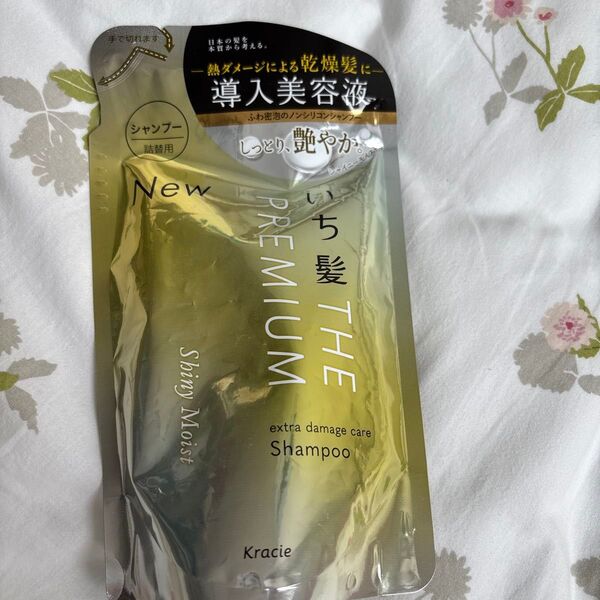 手で切れます
日本の髪を
本質から考える。
熱ダメージによる乾燥髪に
導入美容液
ふわ密泡のノンシリコンシャンプー
しっとり、艶やか。
シャンプー
詰替用
New
いち髪 THE
PREMIUM
Shiny Moist
extra damage care
Shampoo
Kracie